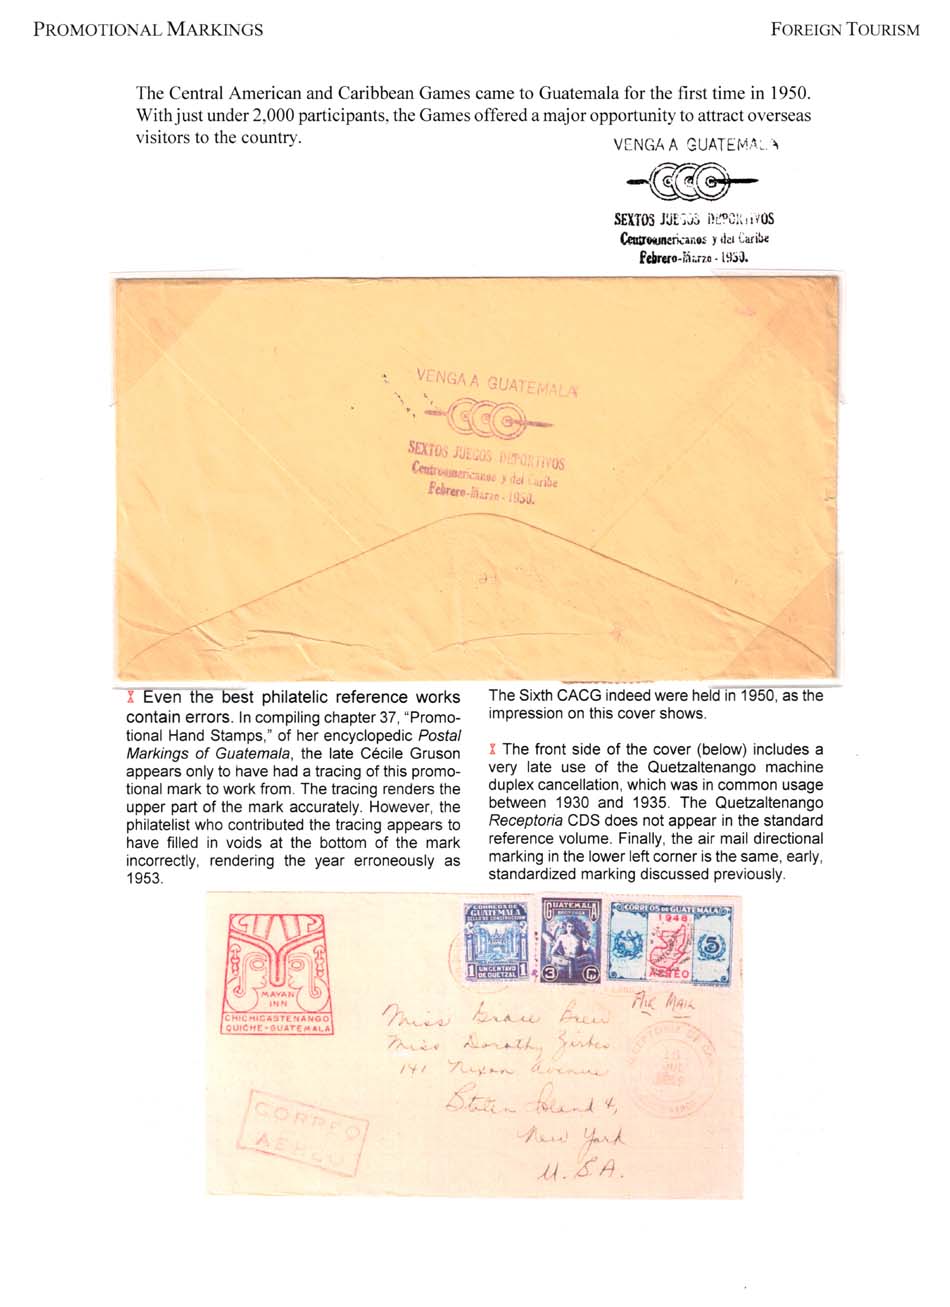 PROMOTIONAL MARKINGS
FOREIGN TOURISM
The Central American and Caribbean Games came to Guatemala for the first time in 1950.
With just under 2,000 participants, the Games offered a major opportunity to attract overseas
visitors to the country.
VENGA A GUATEMALA
SEXTOS JUEGOS DEPORTIVOS
Centroamericanos y del Caribe
Febrero-Marzo - 1950.
VENGA A GUATEMALA
SEXTOS JUEGOS DEPORTIVOS
Centroamericanos y del Caribe
Febrero-Marzo - 1950.
Even the best philatelic reference works
contain errors. In compiling chapter 37, “Promo-
tional Hand Stamps,” of her encyclopedic Postal
Markings of Guatemala, the late Cécile Gruson
appears only to have had a tracing of this promo-
tional mark to work from. The tracing renders the
upper part of the mark accurately. However, the
philatelist who contributed the tracing appears to
have filled in voids at the bottom of the mark
incorrectly, rendering the year erroneously as
1953.
The Sixth CACG indeed were held in 1950, as the
impression on this cover shows.
The front side of the cover (below) includes a
very late use of the Quetzaltenango machine
duplex cancellation, which was in common usage
between 1930 and 1935. The Quetzaltenango
Receptoria CDS does not appear in the standard
reference volume. Finally, the air mail directional
marking in the lower left corner is the same, early,
standardized marking discussed previously.
MAYAN
INN
CHICHICASTENANGO
QUICHE-GUATEMALA
CORREOS DE
GUATEMALA
1 1
UN CENTAVO
DE QUETZAL
GUATEMALA
3
CORREOS DE GUATEMALA
1948
5
AEREO
Air Mail
Miss Grace Brew
Miss Dorothy
141 Nixon Avenue
Staten Island 4,
New York
U.S.A.
18
JUL
CORREO
AEREO